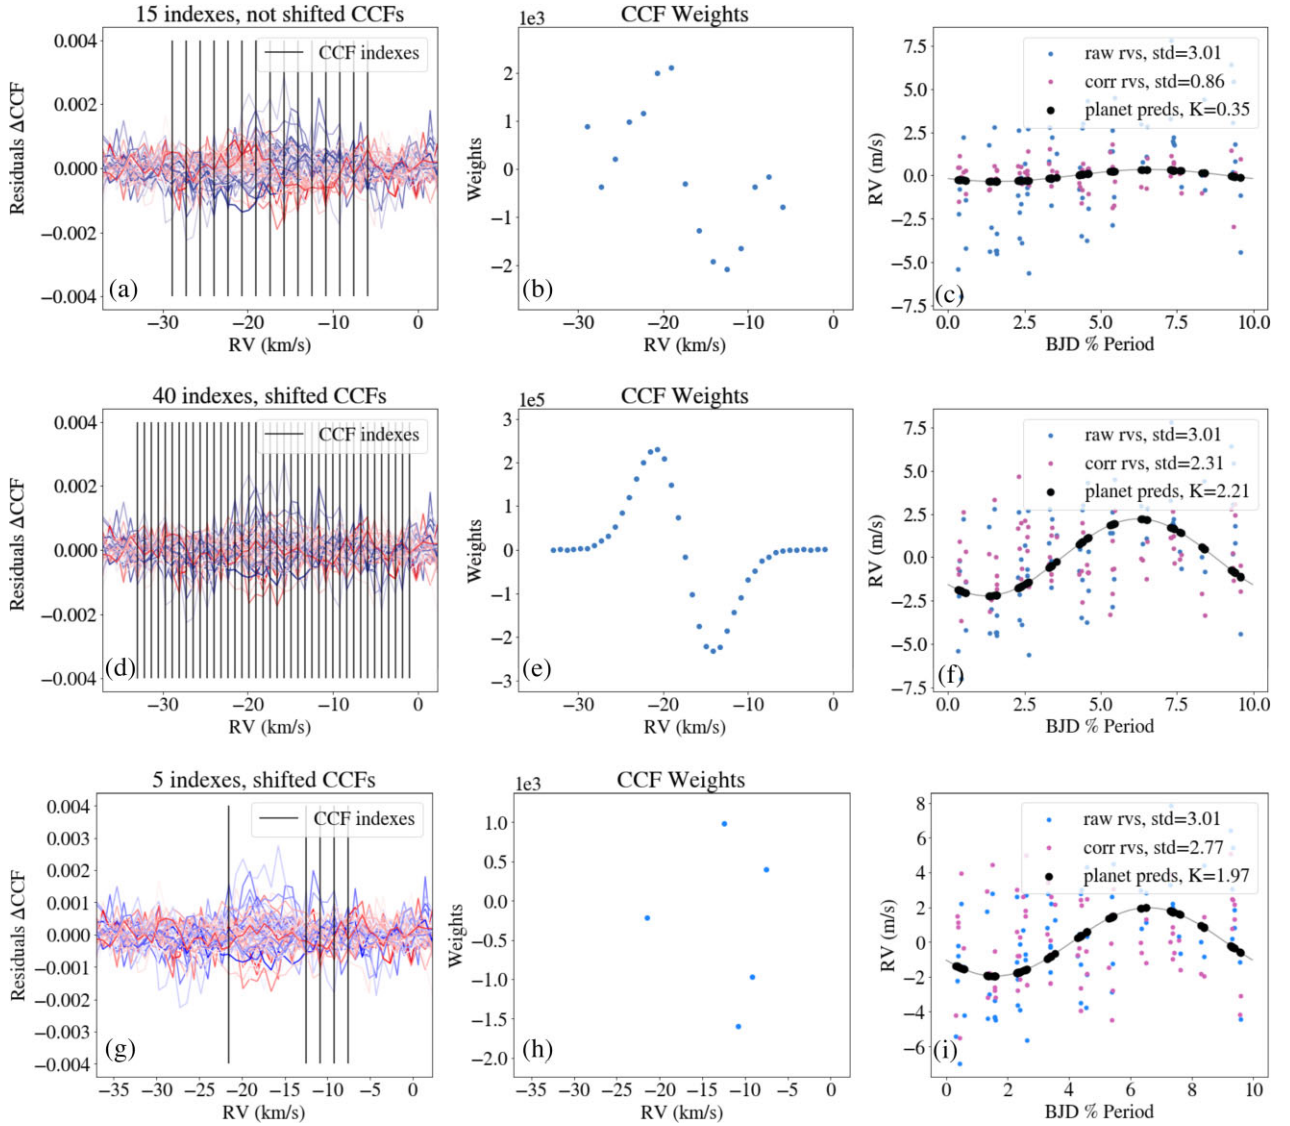 15 indexes, not shifted CCFs
CCF Weights
0.004
0.002
0.000
−0.002
−0.004
Residuals ΔCCF
CCF indexes
(a)
−30
−20
−10
0
RV (km/s)
1e3
2
1
0
−1
−2
Weights
(b)
−30
−20
−10
0
RV (km/s)
7.5
5.0
2.5
0.0
−2.5
−5.0
−7.5
RV (m/s)
raw rvs, std=3.01
corr rvs, std=0.86
planet preds, K=0.35
(c)
0.0
2.5
5.0
7.5
10.0
BJD % Period
40 indexes, shifted CCFs
CCF Weights
0.004
0.002
0.000
−0.002
−0.004
Residuals ΔCCF
CCF indexes
(d)
−30
−20
−10
0
RV (km/s)
1e5
3
2
1
0
−1
−2
−3
Weights
(e)
−30
−20
−10
0
RV (km/s)
7.5
5.0
2.5
0.0
−2.5
−5.0
−7.5
RV (m/s)
raw rvs, std=3.01
corr rvs, std=2.31
planet preds, K=2.21
(f)
0.0
2.5
5.0
7.5
10.0
BJD % Period
5 indexes, shifted CCFs
CCF Weights
0.004
0.003
0.002
0.001
0.000
−0.001
−0.002
−0.003
−0.004
Residuals ΔCCF
CCF indexes
(g)
−35
−30
−25
−20
−15
−10
−5
0
RV (km/s)
1e3
1.0
0.5
0.0
−0.5
−1.0
−1.5
−2.0
Weights
(h)
−35
−30
−25
−20
−15
−10
−5
0
RV (km/s)
8
6
4
2
0
−2
−4
−6
RV (m/s)
raw rvs, std=3.01
corr rvs, std=2.77
planet preds, K=1.97
(i)
0
2
4
6
8
10
BJD % Period